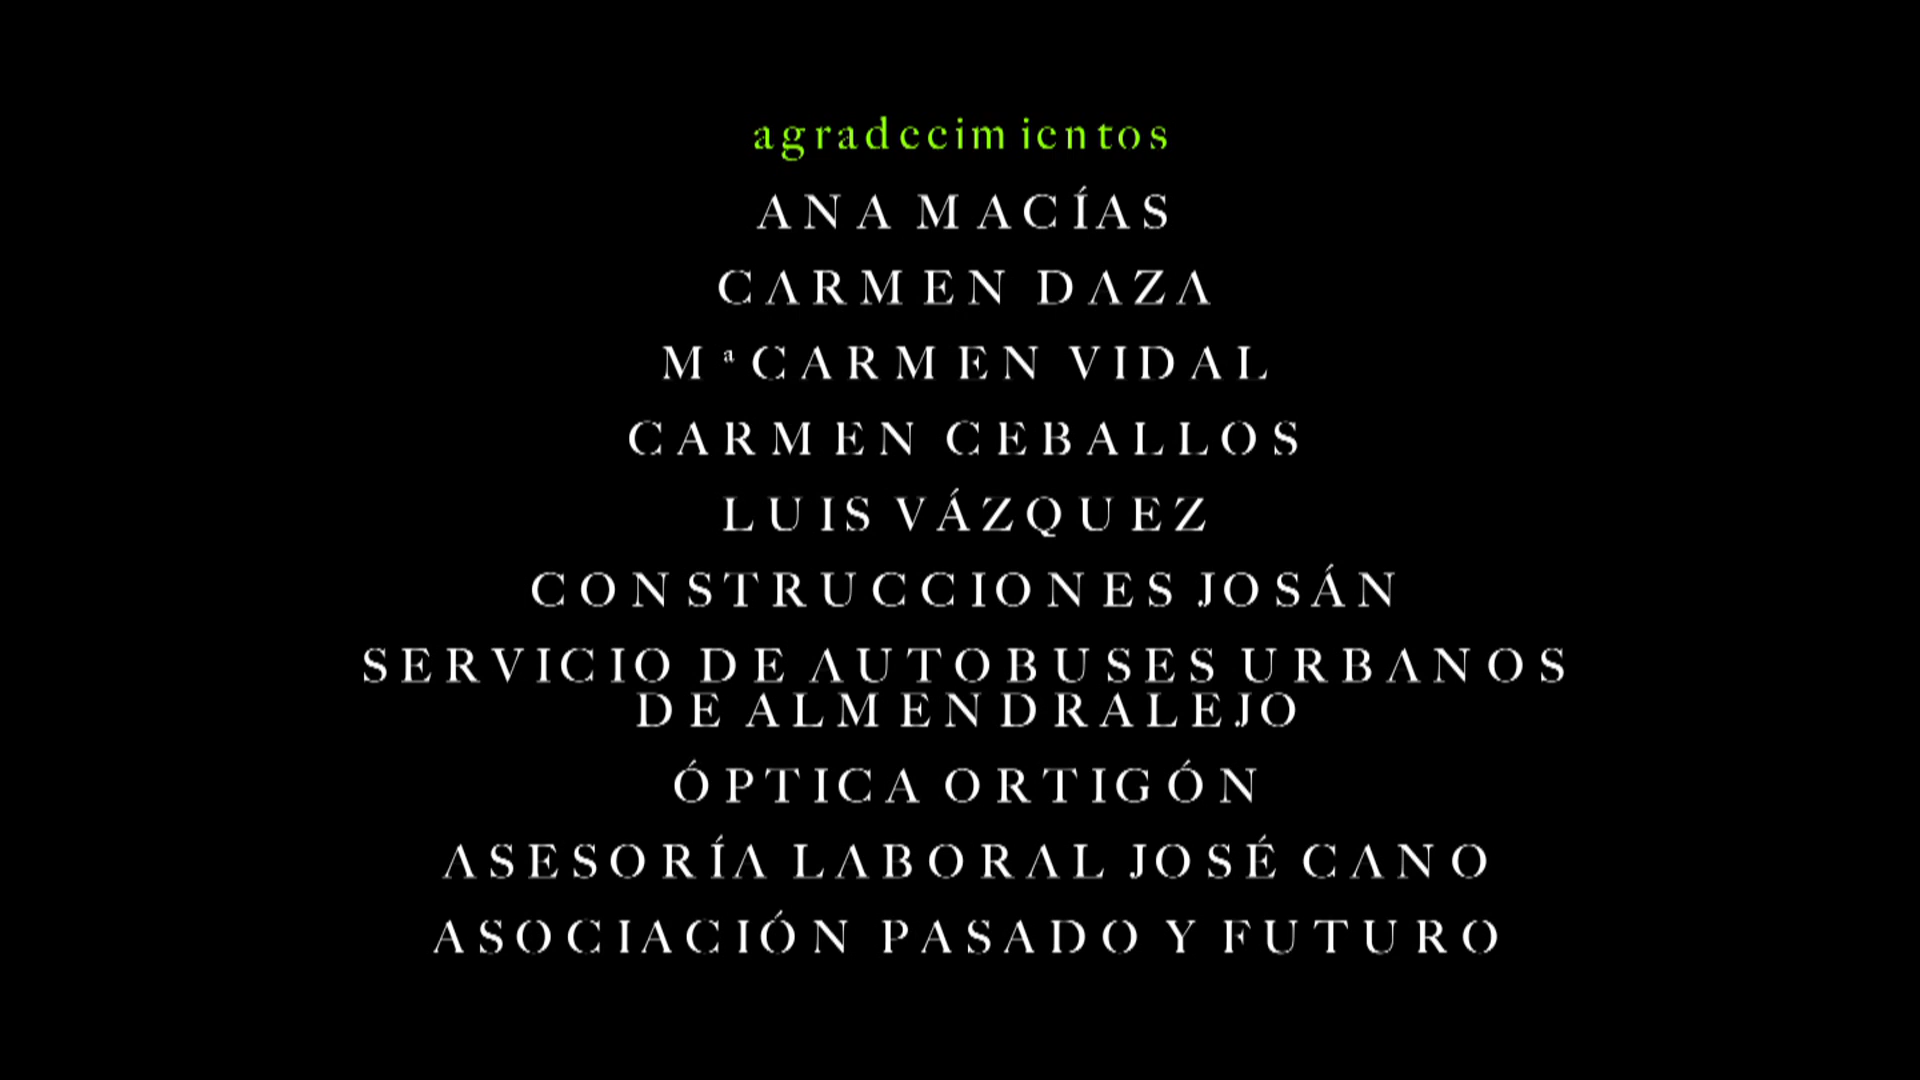 agradecimientos
ANA MACÍAS
CARMEN DAZA
Mª CARMEN VIDAL
CARMEN CEBALLOS
LUIS VÁZQUEZ
CONSTRUCCIONES JOSÁN
SERVICIO DE AUTOBUSES URBANOS
DE ALMENDRALEJO
ÓPTICA ORTIGÓN
ASESORÍA LABORAL JOSÉ CANO
ASOCIACIÓN PASADO Y FUTURO